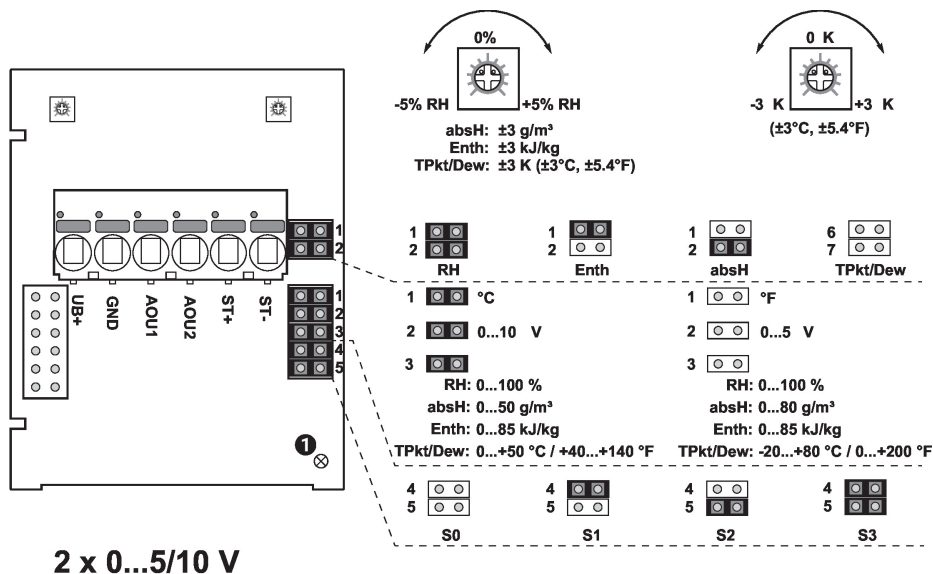 0%
0 K
-5% RH +5% RH
-3 K +3 K
absH: ±3 g/m³
(±3°C, ±5.4°F)
Enth: ±3 kJ/kg
TPkt/Dew: ±3 K (±3°C, ±5.4°F)
1
2
UB+
GND
AOU1
AOU2
ST+
ST-
1
2
3
4
5
1
2
RH
1
2
Enth
1
2
absH
6
7
TPkt/Dew
1 °C
1 °F
2 0...10 V
2 0...5 V
3
3
RH: 0...100 %
absH: 0...50 g/m³
Enth: 0...85 kJ/kg
TPkt/Dew: 0...+50 °C / +40...+140 °F
RH: 0...100 %
absH: 0...80 g/m³
Enth: 0...85 kJ/kg
TPkt/Dew: -20...+80 °C / 0...+200 °F
1
4
5
S0
4
5
S1
4
5
S2
4
5
S3
2 x 0...5/10 V